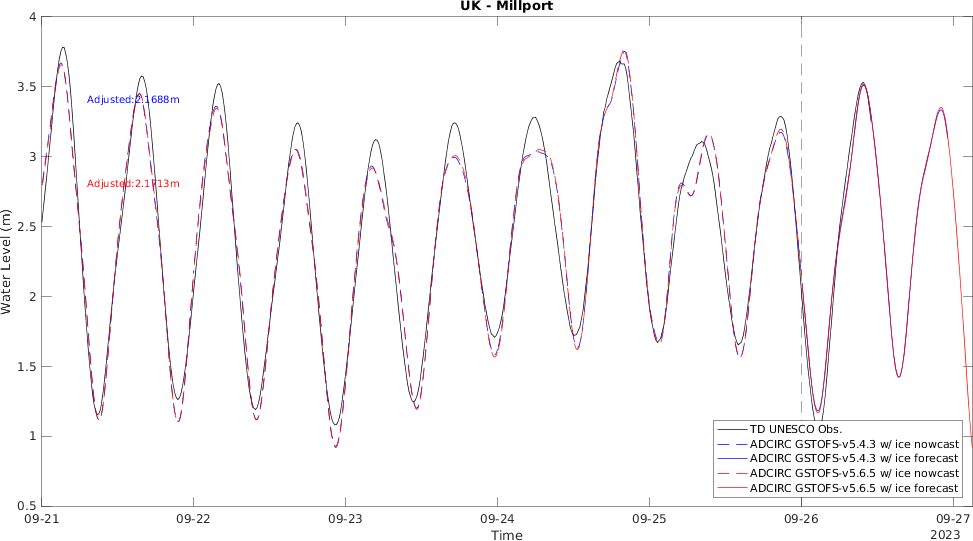 UK - Millport
4
3.5
3
2.5
2
1.5
1
0.5
Water Level (m)
Adjusted:2.1688m
Adjusted:2.1713m
TD UNESCO Obs.
ADCIRC GSTOFS-v5.4.3 w/ ice nowcast
ADCIRC GSTOFS-v5.4.3 w/ ice forecast
ADCIRC GSTOFS-v5.6.5 w/ ice nowcast
ADCIRC GSTOFS-v5.6.5 w/ ice forecast
09-21 09-22 09-23 09-24 09-25 09-26 09-27
Time
2023